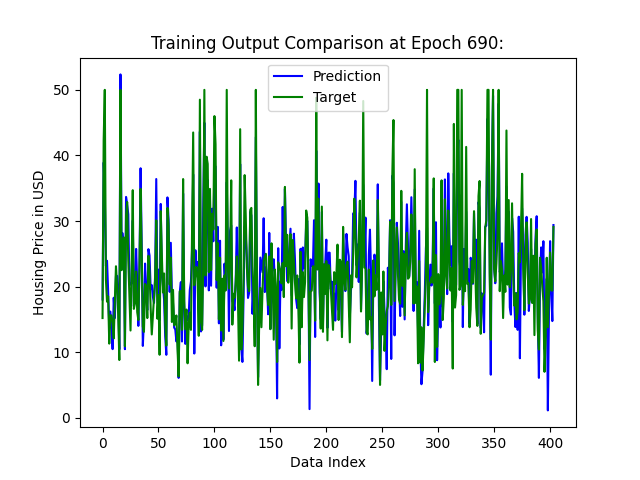 Training Output Comparison at Epoch 690:
Prediction
Target
Housing Price in USD
50
40
30
20
10
0
0 50 100 150 200 250 300 350 400
Data Index